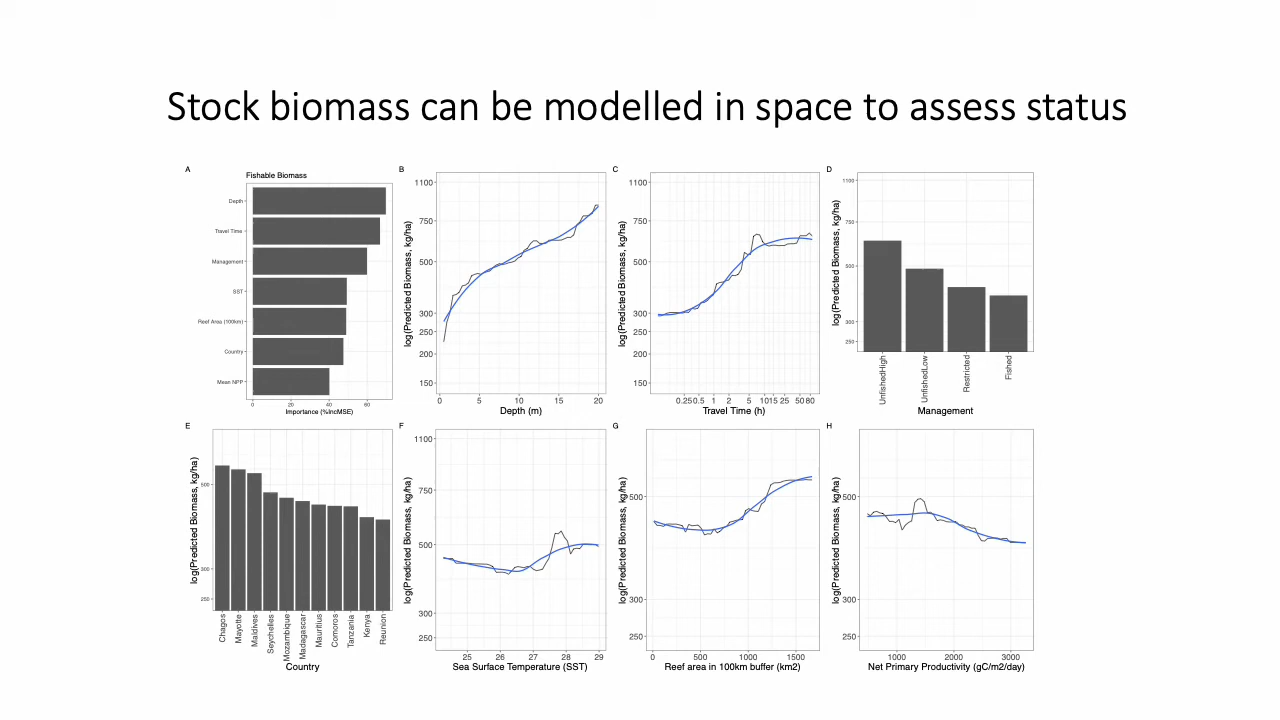 Stock biomass can be modelled in space to assess status
A
Fishable Biomass
Depth
Travel Time
Management
SST
Reef Area (100km)
Country
Mean NPP
0 20 40 60
Importance (%IncMSE)
B
log(Predicted Biomass, kg/ha)
1100
750
500
300
250
200
150
0 5 10 15 20
Depth (m)
C
log(Predicted Biomass, kg/ha)
1100
750
500
300
250
200
150
0.25 0.5 1 2 5 10 15 25 50 80
Travel Time (h)
D
log(Predicted Biomass, kg/ha)
1100
750
500
300
250
UnfishedHigh
UnfishedLow
Restricted
Fished
Management
E
log(Predicted Biomass, kg/ha)
500
300
250
Chagos
Mayotte
Maldives
Seychelles
Mozambique
Madagascar
Mauritius
Comoros
Tanzania
Kenya
Reunion
Country
F
log(Predicted Biomass, kg/ha)
1100
750
500
300
250
25 26 27 28 29
Sea Surface Temperature (SST)
G
log(Predicted Biomass, kg/ha)
500
300
250
0 500 1000 1500
Reef area in 100km buffer (km2)
H
log(Predicted Biomass, kg/ha)
500
300
250
1000 2000 3000
Net Primary Productivity (gC/m2/day)